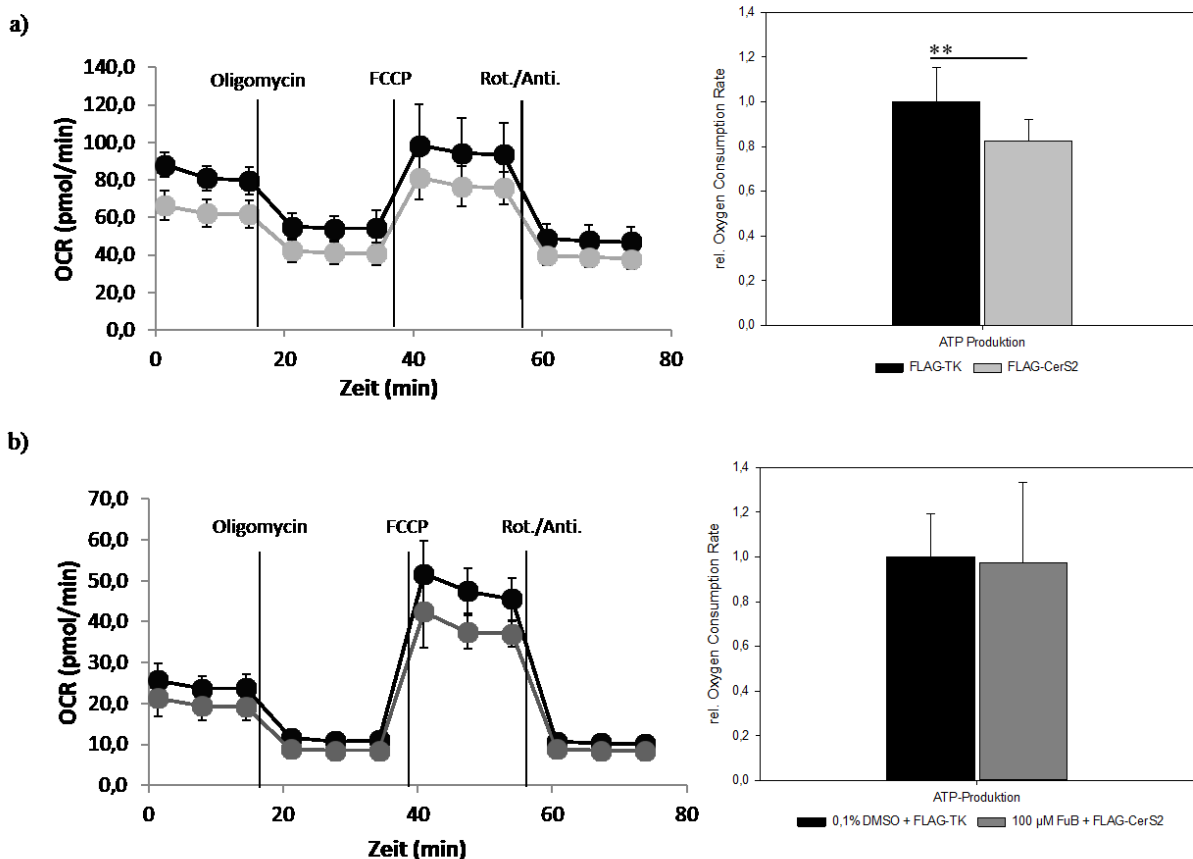 a)
OCR (pmol/min)
140,0
120,0
100,0
80,0
60,0
40,0
20,0
0,0
Oligomycin
FCCP
Rot./Anti.
0 20 40 60 80
Zeit (min)
rel. Oxygen Consumption Rate
1,4
1,2
1,0
0,8
0,6
0,4
0,2
0,0
**
ATP Produktion
FLAG-TK FLAG-CerS2
b)
OCR (pmol/min)
70,0
60,0
50,0
40,0
30,0
20,0
10,0
0,0
Oligomycin
FCCP
Rot./Anti.
0 20 40 60 80
Zeit (min)
rel. Oxygen Consumption Rate
1,4
1,2
1,0
0,8
0,6
0,4
0,2
0,0
ATP-Produktion
0,1% DMSO + FLAG-TK 100 µM FuB + FLAG-CerS2